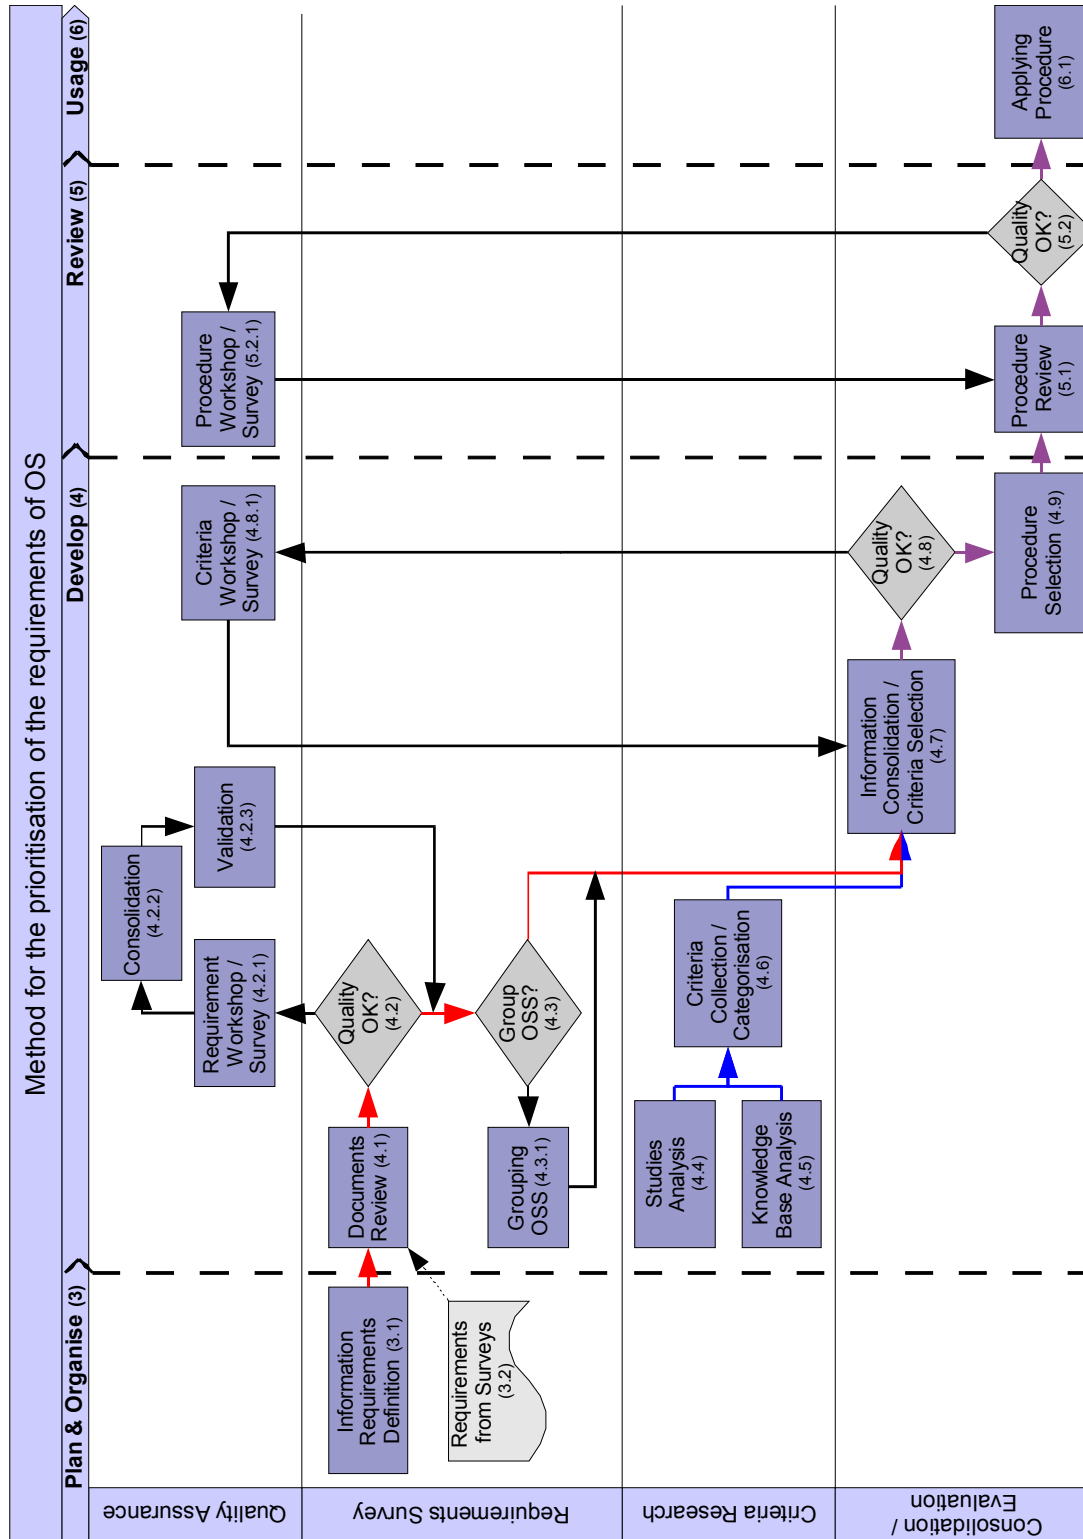 Method for the prioritisation of the requirements of OS
Plan & Organise (3)
Develop (4)
Review (5)
Usage (6)
Quality Assurance
Requirement
Workshop /
Survey (4.2.1)
Consolidation
(4.2.2)
Validation
(4.2.3)
Criteria
Workshop /
Survey (4.8.1)
Procedure
Workshop /
Survey (5.2.1)
Requirements Survey
Information
Requirements
Definition (3.1)
Requirements
from Surveys
(3.2)
Documents
Review (4.1)
Quality
OK?
(4.2)
Group
OSS?
(4.3)
Grouping
OSS (4.3.1)
Criteria Research
Studies
Analysis
(4.4)
Knowledge
Base Analysis
(4.5)
Criteria
Collection /
Categorisation
(4.6)
Consolidation /
Evaluation
Information
Consolidation /
Criteria Selection
(4.7)
Quality
OK?
(4.8)
Procedure
Selection (4.9)
Procedure
Review
(5.1)
Quality
OK?
(5.2)
Applying
Procedure
(6.1)